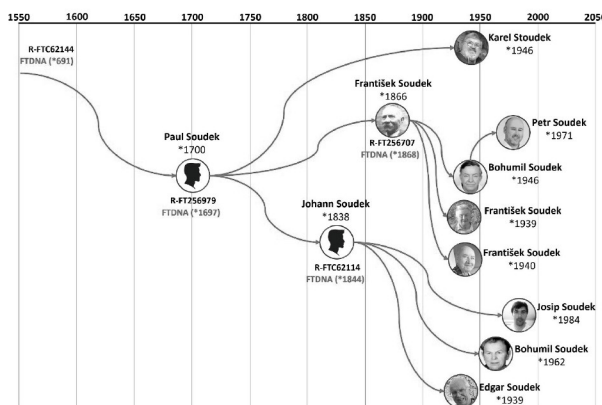 1550 1600 1650 1700 1750 1800 1850 1900 1950 2000 2050
R-FTC62144
FTDNA (*691)
Karel Stoudek
*1946
František Soudek
*1866
R-FT256707
FTDNA (*1868)
Petr Soudek
*1971
Paul Soudek
*1700
R-FT256979
FTDNA (*1697)
Bohumil Soudek
*1946
Johann Soudek
*1838
R-FTC62114
FTDNA (*1844)
František Soudek
*1939
František Soudek
*1940
Josip Soudek
*1984
Bohumil Soudek
*1962
Edgar Soudek
*1939